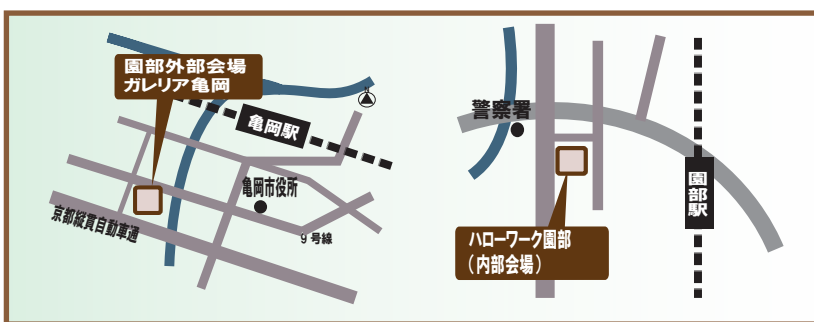 園部外部会場
ガレリア亀岡
亀岡駅
亀岡市役所
京都縦貫自動車通
9号線
警察署
園部駅
ハローワーク園部
(内部会場)